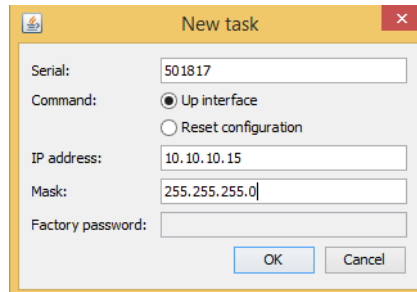 New task
Serial: 501817
Command: Up interface
Reset configuration
IP address: 10.10.10.15
Mask: 255.255.255.0
Factory password:
OK Cancel